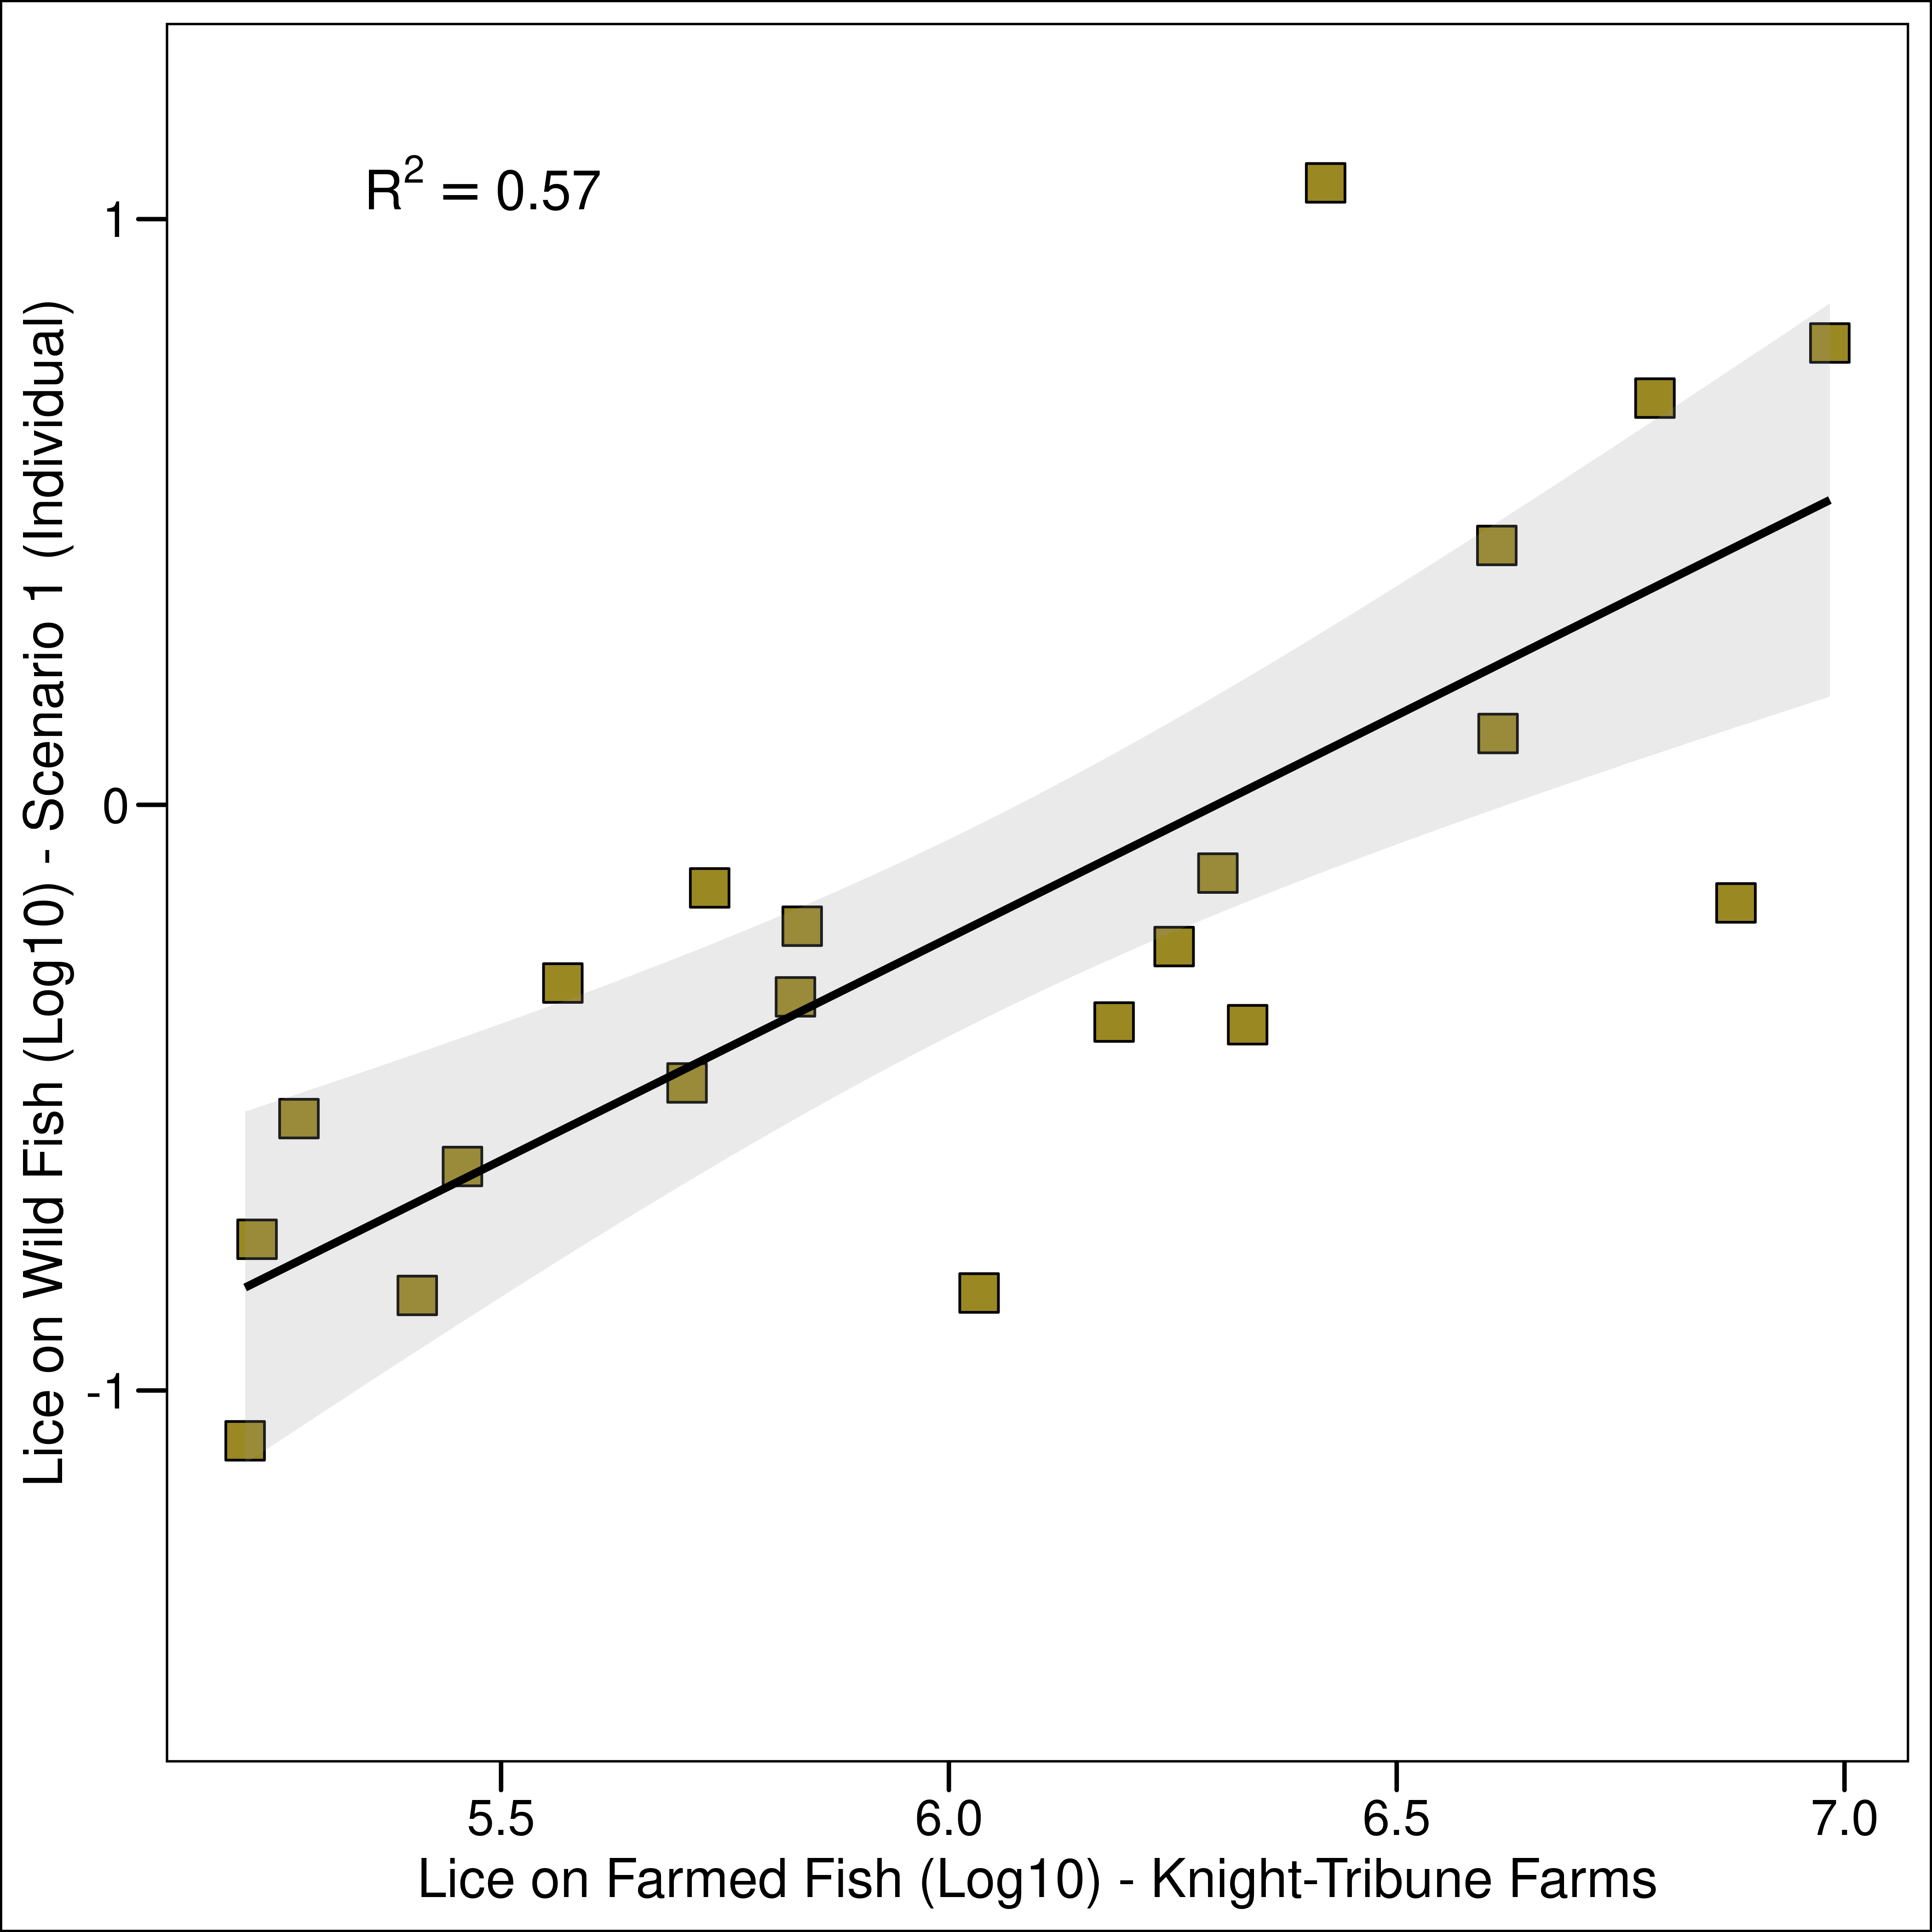 R² = 0.57
Lice on Wild Fish (Log10) - Scenario 1 (Individual)
1
0
-1
5.5 6.0 6.5 7.0
Lice on Farmed Fish (Log10) - Knight-Tribune Farms